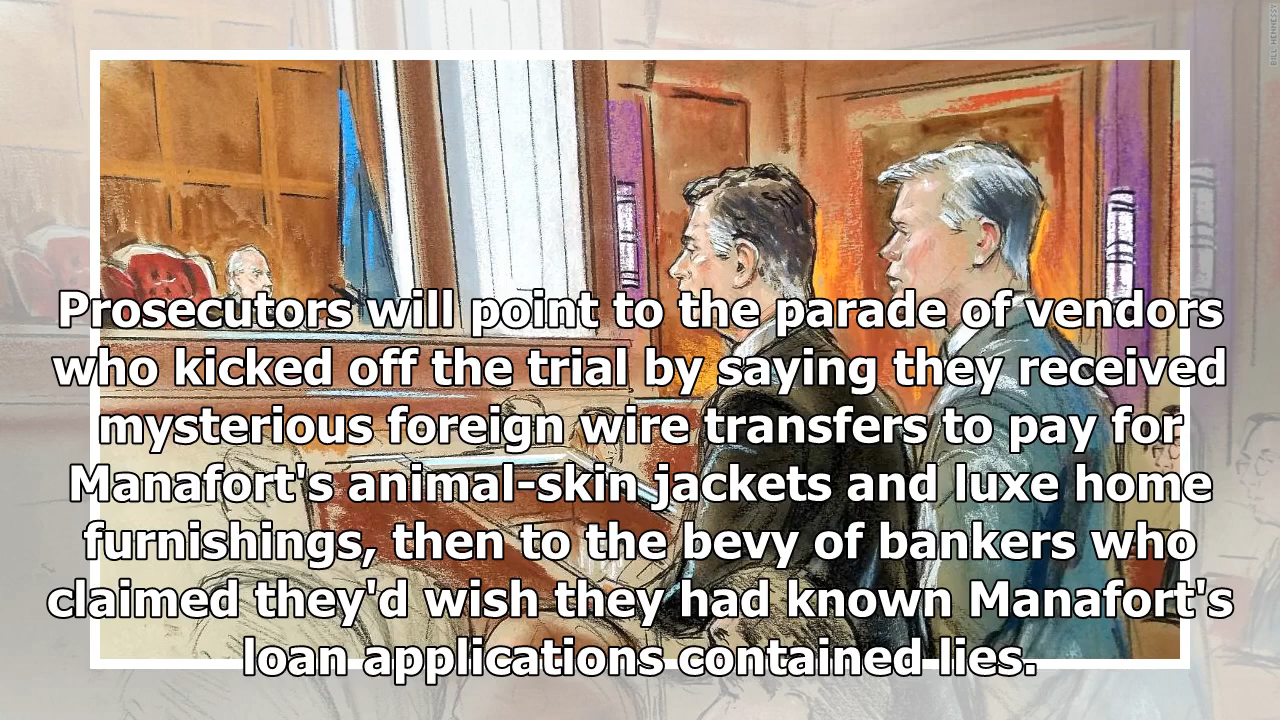 BILL HENNESSY
Prosecutors will point to the parade of vendors
who kicked off the trial by saying they received
mysterious foreign wire transfers to pay for
Manafort's animal-skin jackets and luxe home
furnishings, then to the bevy of bankers who
claimed they'd wish they had known Manafort's
loan applications contained lies.